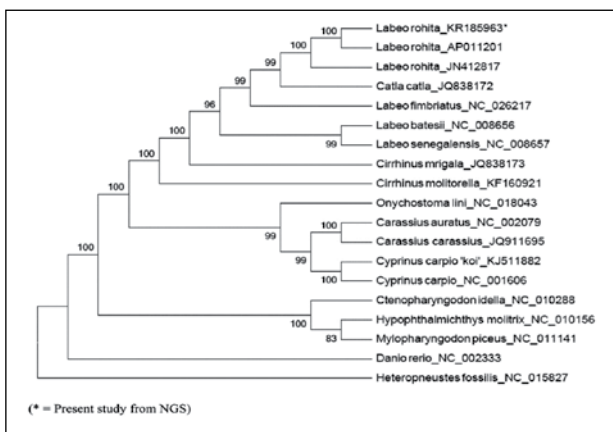 100
Labeo rohita_KR185963*
100
Labeo rohita_AP011201
99
Labeo rohita_JN412817
99
Catla catla_JQ838172
96
Labeo fimbriatus_NC_026217
100
Labeo batesii_NC_008656
99
Labeo senegalensis_NC_008657
100
Cirrhinus mrigala_JQ838173
Cirrhinus molitorella_KF160921
100
Onychostoma lini_NC_018043
100
Carassius auratus_NC_002079
99
Carassius carassius_JQ911695
99
Cyprinus carpio 'koi'_KJ511882
100
Cyprinus carpio_NC_001606
100
Ctenopharyngodon idella_NC_010288
100
Hypophthalmichthys molitrix_NC_010156
83
Mylopharyngodon piceus_NC_011141
Danio rerio_NC_002333
Heteropneustes fossilis_NC_015827
(* = Present study from NGS)